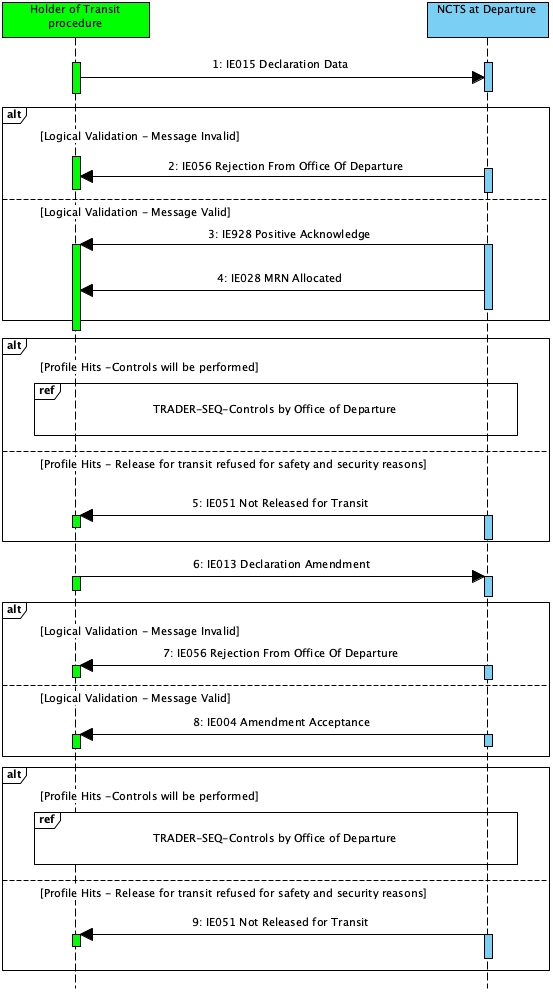 Holder of Transit
procedure
NCTS at Departure
1: IE015 Declaration Data
alt
[Logical Validation - Message Invalid]
2: IE056 Rejection From Office Of Departure
[Logical Validation - Message Valid]
3: IE928 Positive Acknowledge
4: IE028 MRN Allocated
alt
[Profile Hits -Controls will be performed]
ref
TRADER-SEQ-Controls by Office of Departure
[Profile Hits - Release for transit refused for safety and security reasons]
5: IE051 Not Released for Transit
6: IE013 Declaration Amendment
alt
[Logical Validation - Message Invalid]
7: IE056 Rejection From Office Of Departure
[Logical Validation - Message Valid]
8: IE004 Amendment Acceptance
alt
[Profile Hits -Controls will be performed]
ref
TRADER-SEQ-Controls by Office of Departure
[Profile Hits - Release for transit refused for safety and security reasons]
9: IE051 Not Released for Transit